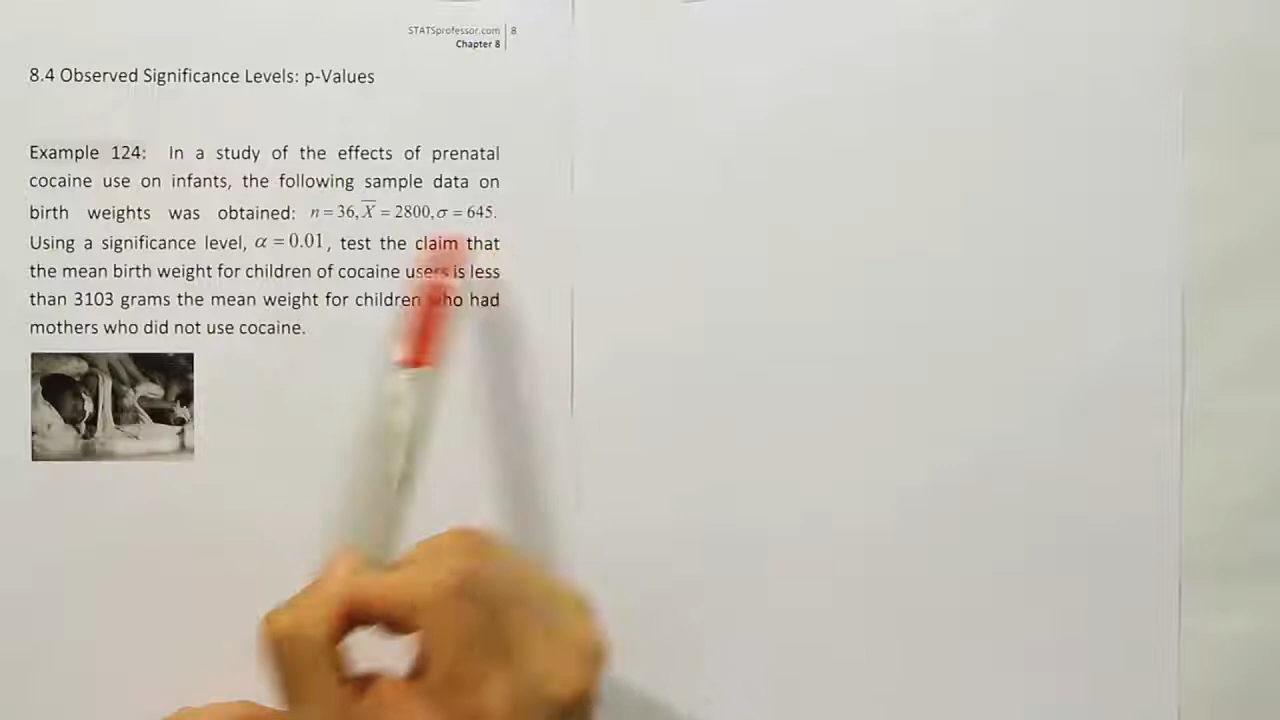 STATSprofessor.com 8
Chapter 8
8.4 Observed Significance Levels: p-Values
Example 124: In a study of the effects of prenatal
cocaine use on infants, the following sample data on
birth weights was obtained: n = 36, X̄ = 2800, σ = 645.
Using a significance level, α = 0.01, test the claim that
the mean birth weight for children of cocaine users is less
than 3103 grams the mean weight for children who had
mothers who did not use cocaine.